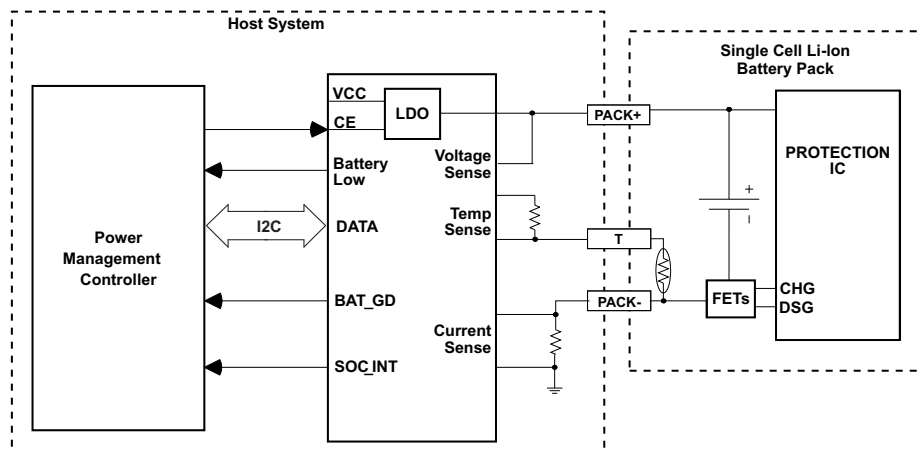 Host System
Single Cell Li-Ion
Battery Pack
VCC
LDO
CE
PACK+
Battery
Low
Voltage
Sense
PROTECTION
IC
+
I2C
DATA
Temp
Sense
T
Power
Management
Controller
–
BAT_GD
PACK-
FETs
CHG
DSG
Current
Sense
SOC_INT